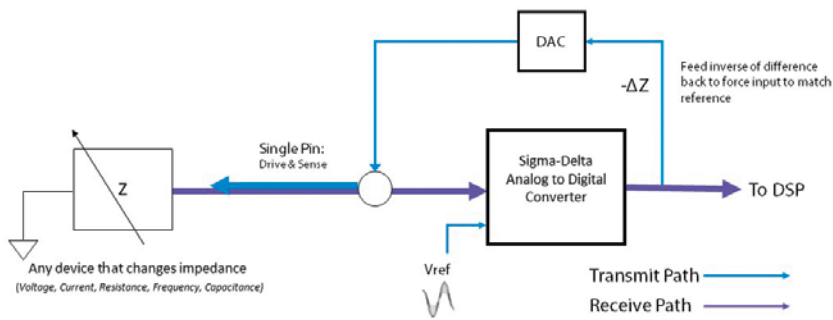 DAC
Feed inverse of difference
back to force input to match
reference
-ΔZ
Single Pin:
Drive & Sense
Z
Sigma-Delta
Analog to Digital
Converter
To DSP
Any device that changes impedance
(Voltage, Current, Resistance, Frequency, Capacitance)
Vref
Transmit Path
Receive Path